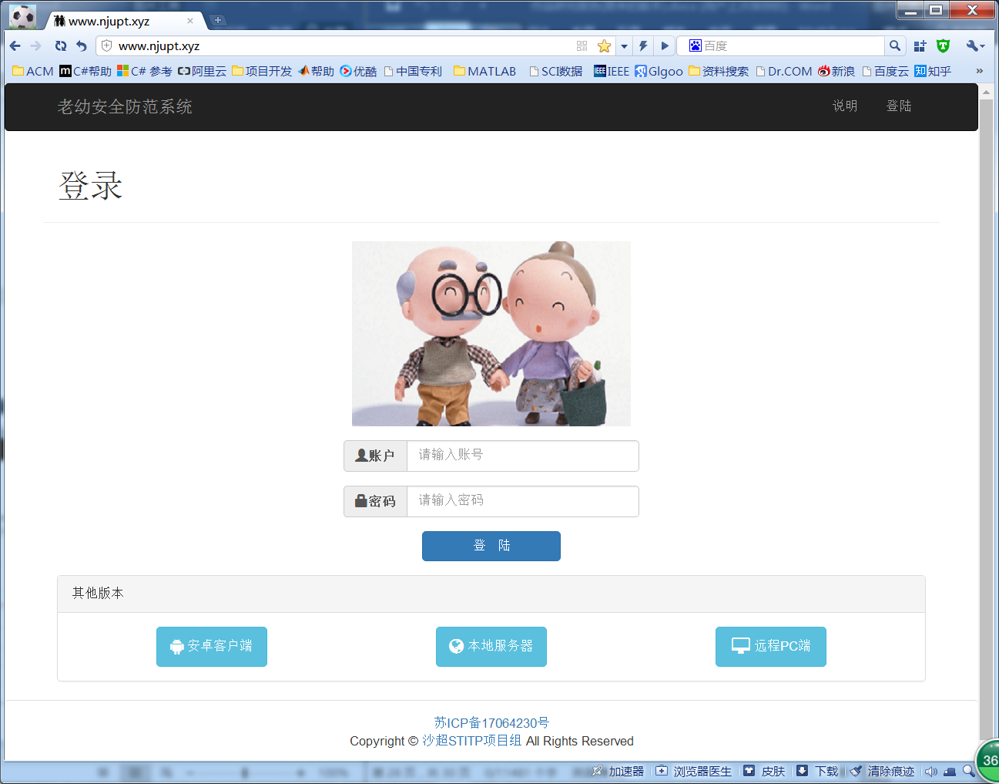 www.njupt.xyz
www.njupt.xyz
百度
ACM C#帮助 C# 参考 阿里云 项目开发 帮助 优酷 中国专利 MATLAB SCI数据 IEEE Glgoo 资料搜索 Dr.COM 新浪 百度云 知乎 »
老幼安全防范系统 说明 登陆
登录
账户 请输入账号
密码 请输入密码
登 陆
其他版本
安卓客户端 本地服务器 远程PC端
苏ICP备17064230号
Copyright © 沙超STITP项目组 All Rights Reserved
加速器 浏览器医生 皮肤 下载 清除痕迹
36